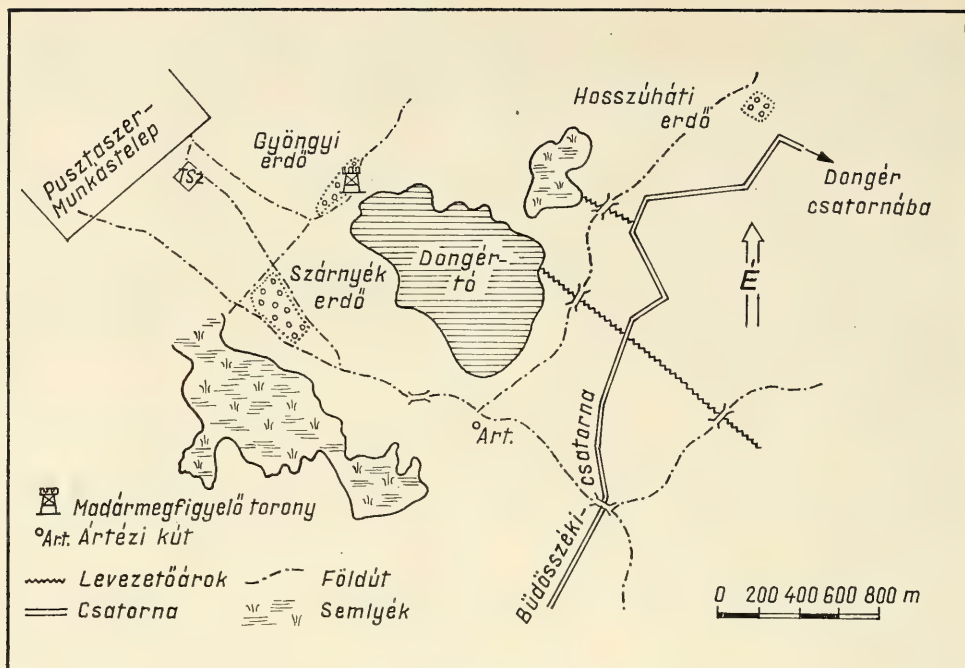 Hosszúháti
erdő
Gyöngyi
erdő
Pusztaszer-
Munkástelep
TSZ
Dongér
csatornába
É
Szárnyék
erdő
Dongér-
tó
Art.
Büdösszéki-
csatorna
Madármegfigyelő torony
Art. Ártézi kút
Levezetőárok
Földút
Csatorna
Semlyék
0 200 400 600 800 m